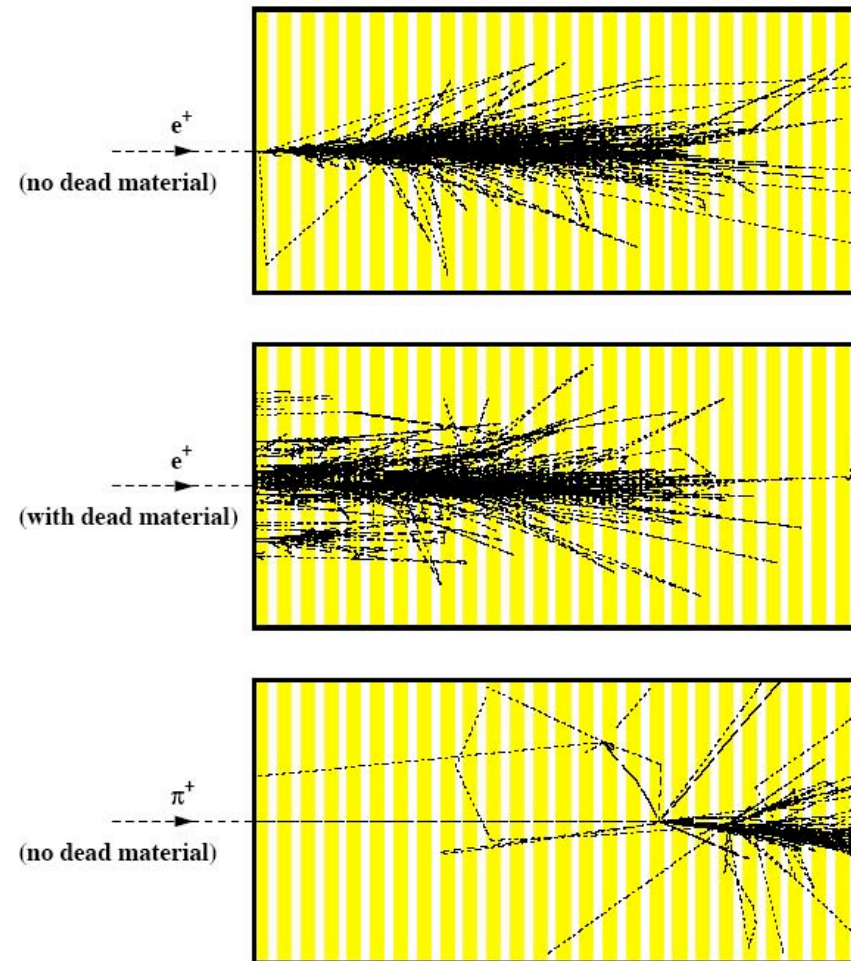 e⁺
(no dead material)
e⁺
(with dead material)
π⁺
(no dead material)